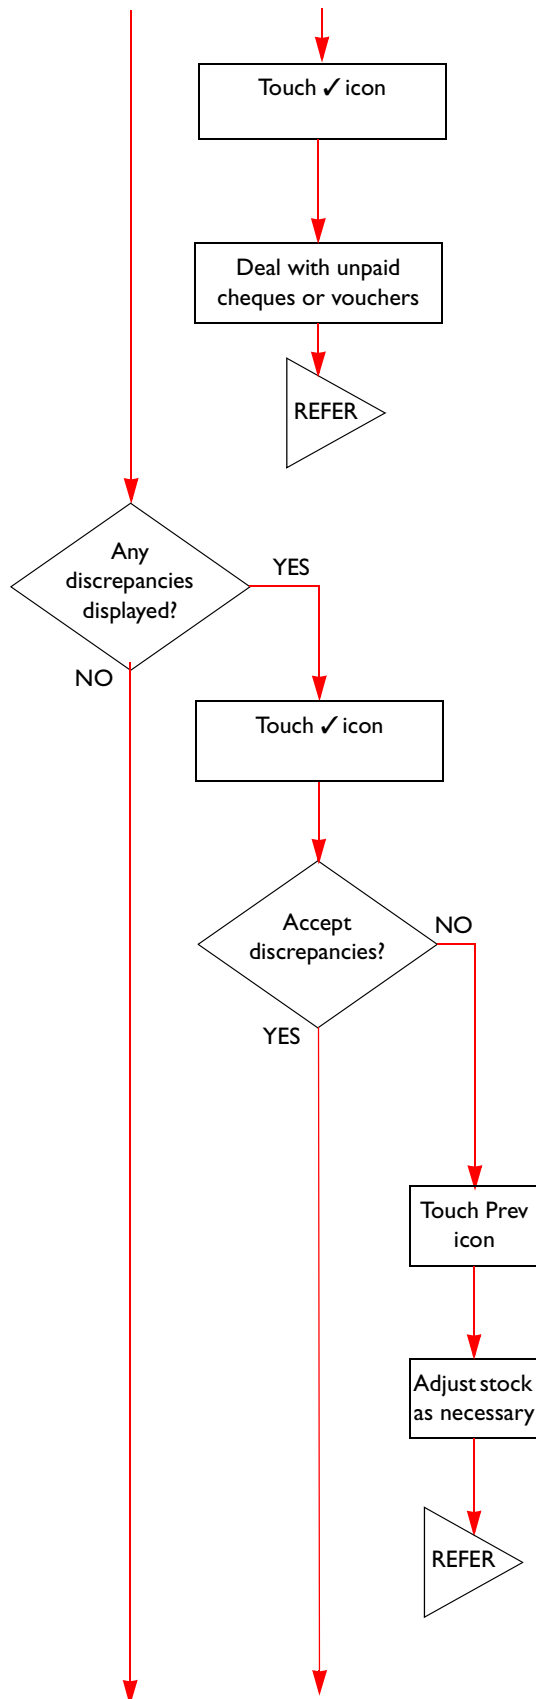 Touch ✓ icon
Deal with unpaid
cheques or vouchers
REFER
Any
discrepancies
displayed?
YES
NO
Touch ✓ icon
Accept
discrepancies?
NO
YES
Touch Prev
icon
Adjust stock
as necessary
REFER